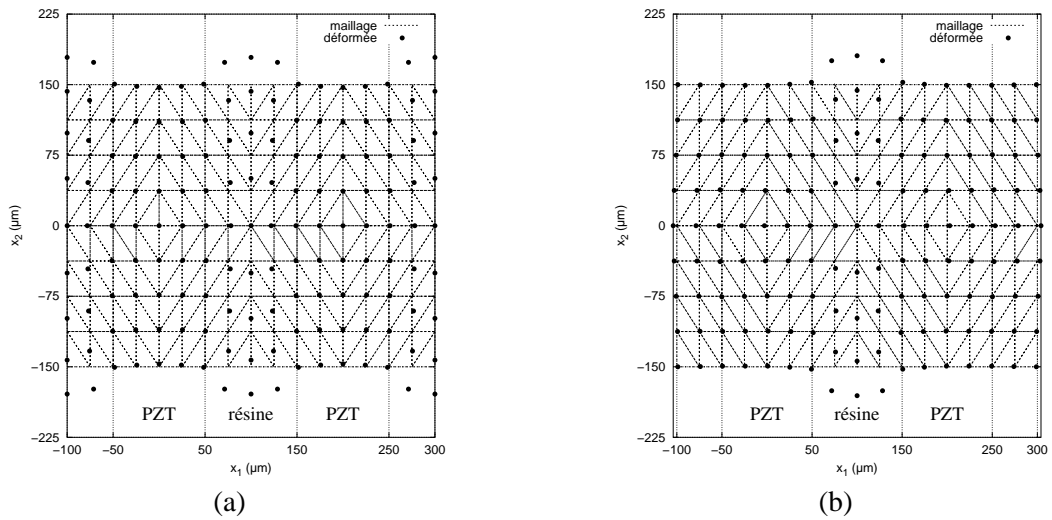 225
150
75
0
−75
−150
−225
−100 −50 50 150 300
x2 (μm)
x1 (μm)
maillage
déformée
PZT résine PZT
(a)
225
150
75
0
−75
−150
−225
−100 −50 50 150 300
x2 (μm)
x1 (μm)
maillage
déformée
PZT résine PZT
(b)